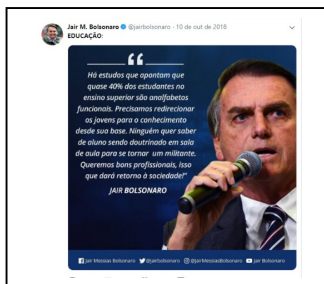 Jair M. Bolsonaro @jairbolsonaro · 10 de out de 2018
EDUCAÇÃO:
“
Há estudos que apontam que
quase 40% dos estudantes no
ensino superior são analfabetos
funcionais. Precisamos redirecionar
os jovens para o conhecimento
desde sua base. Ninguém quer saber
de aluno sendo doutrinado em sala
de aula para se tornar um militante.
Queremos bons profissionais, isso
que dará retorno à sociedade!"
JAIR BOLSONARO
Jair Messias Bolsonaro @jairbolsonaro @JairMessiasBolsonaro Jair Bolsonaro